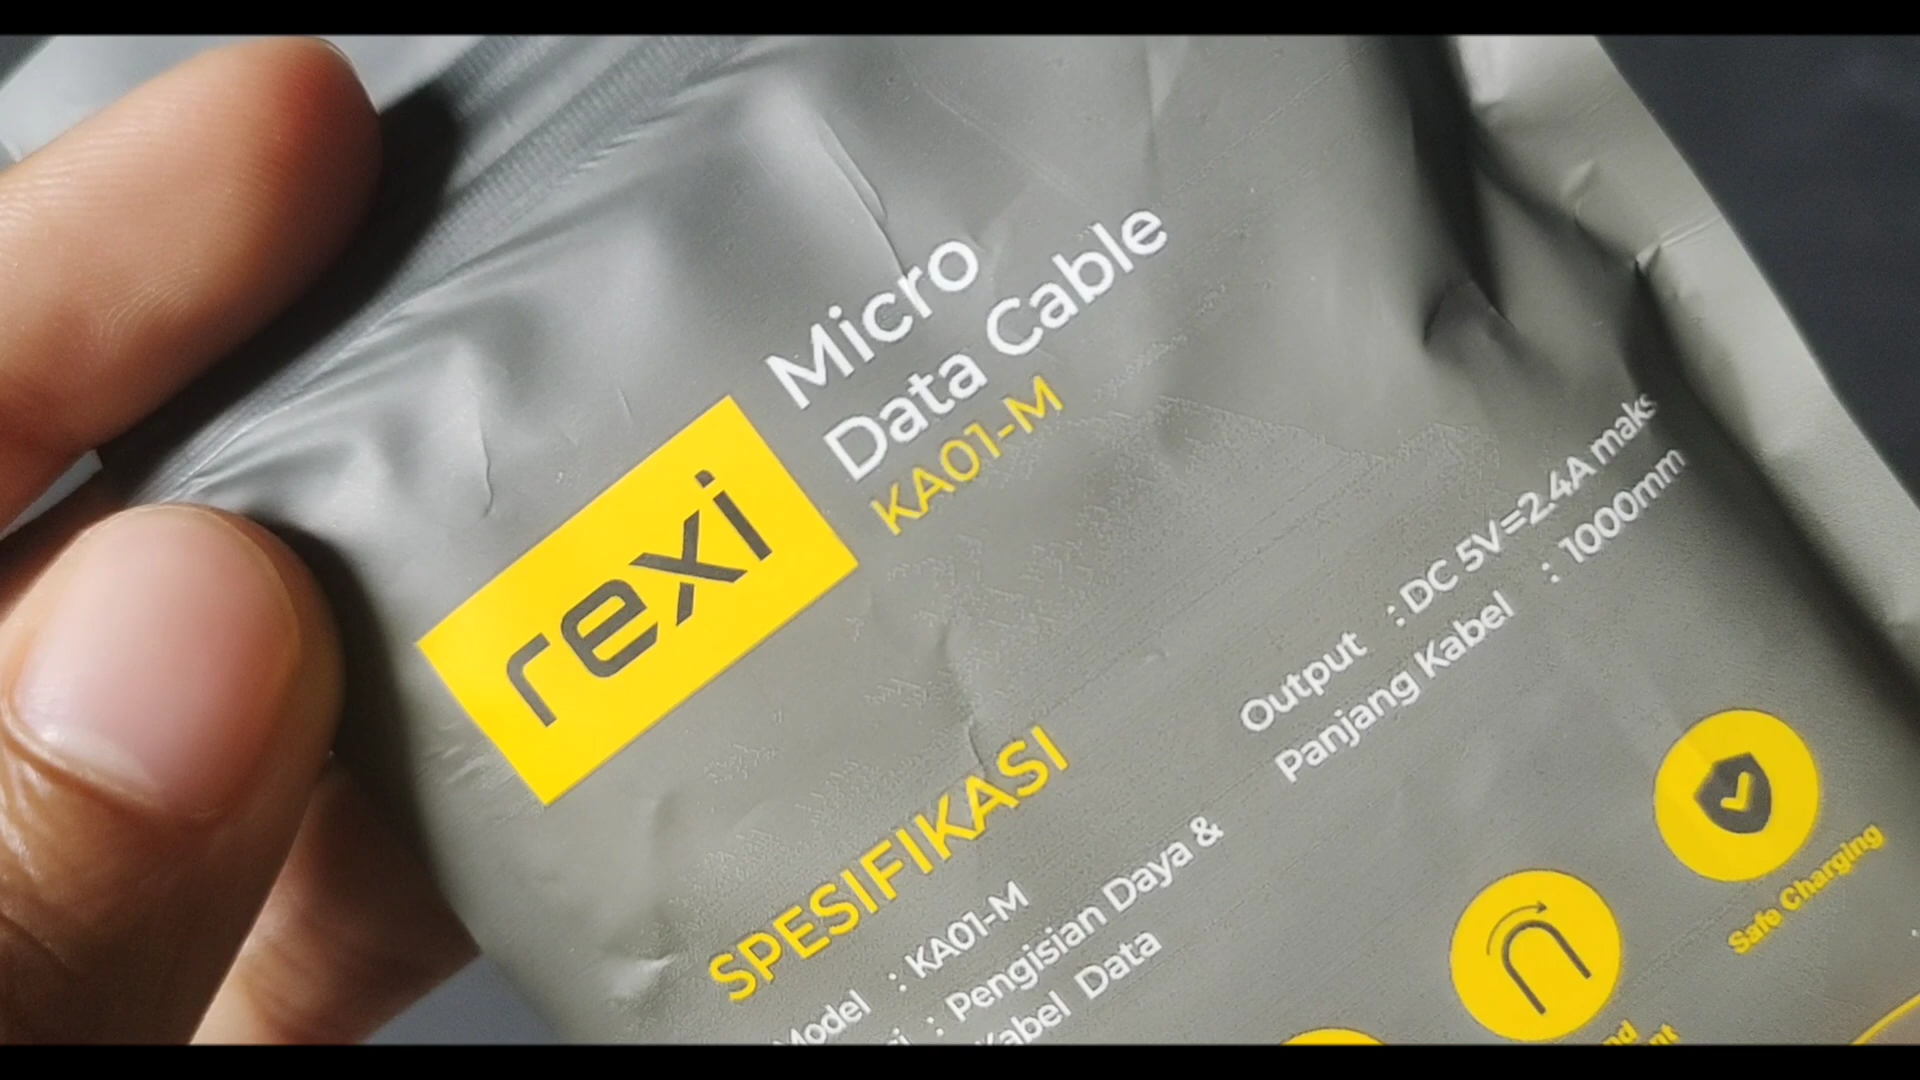 rexi
Micro
Data Cable
KA01-M
SPESIFIKASI
Model : KA01-M
: Pengisian Daya &
Kabel Data
Output : DC 5V=2.4A maks
Panjang Kabel : 1000mm
Safe Charging